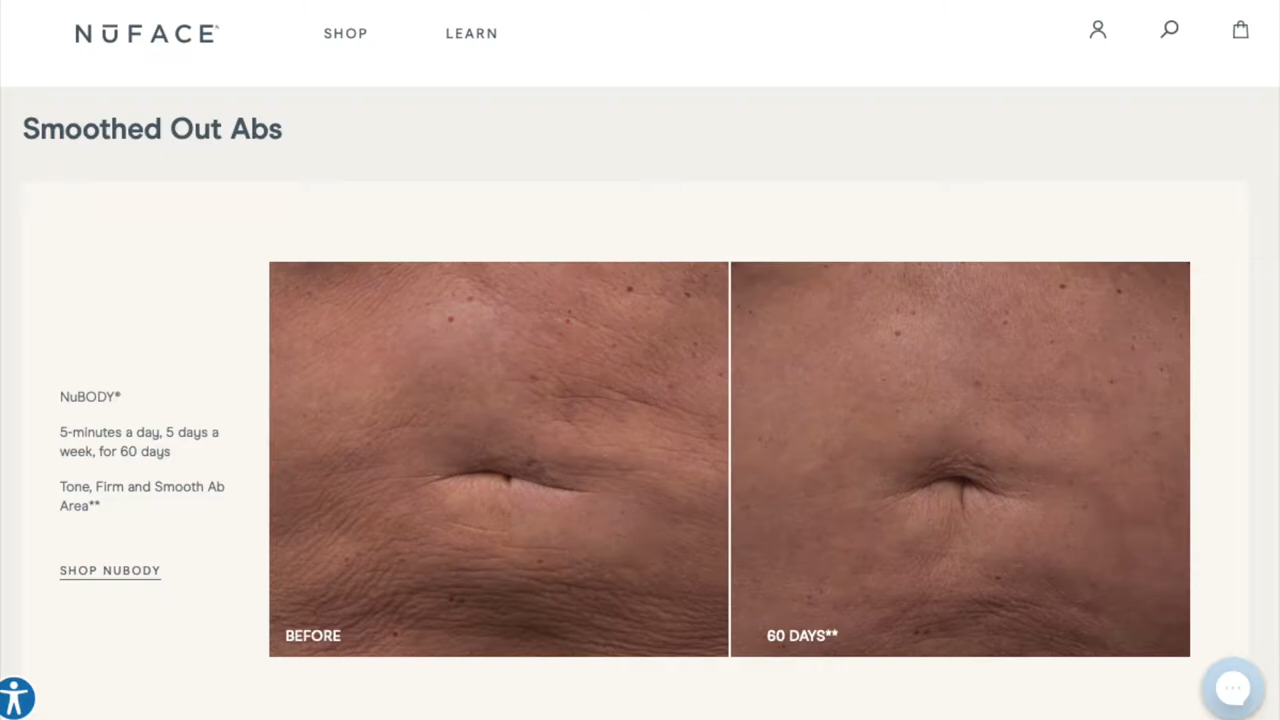 NŪFACE
SHOP
LEARN
Smoothed Out Abs
NuBODY®
5-minutes a day, 5 days a
week, for 60 days
Tone, Firm and Smooth Ab
Area**
SHOP NUBODY
BEFORE
60 DAYS**